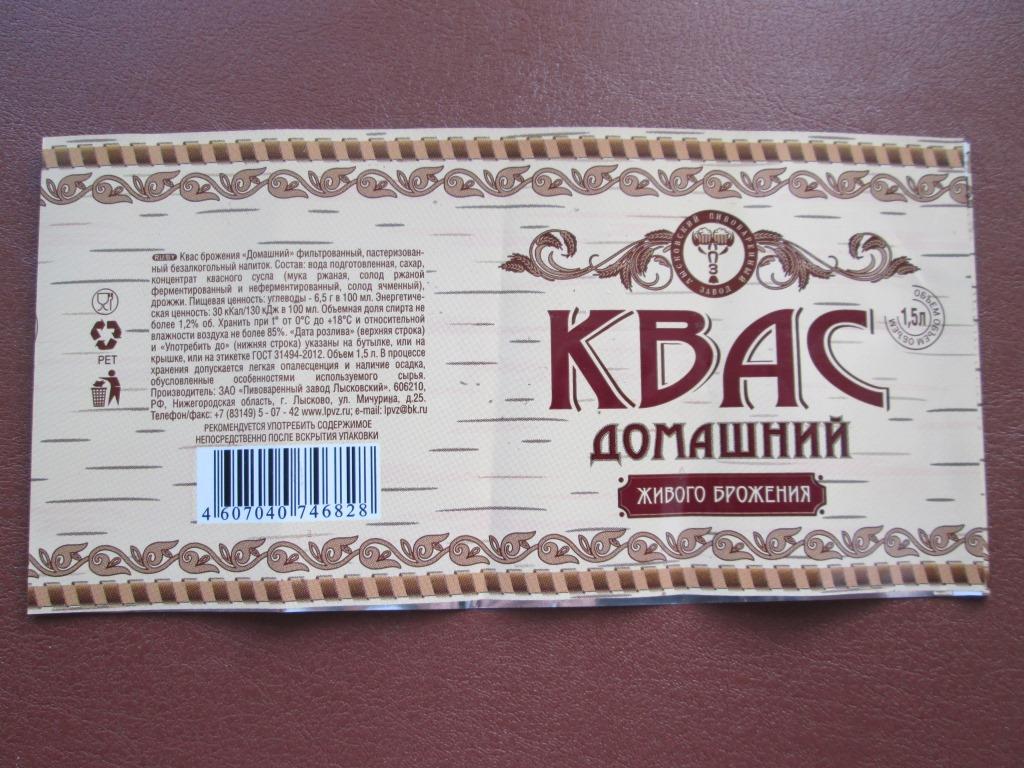 RU BY Квас брожения «Домашний» фильтрованный, пастеризован-
ный безалкогольный напиток. Состав: вода подготовленная, сахар,
концентрат квасного сусла (мука ржаная, солод ржаной
ферментированный и неферментированный, солод ячменный),
дрожжи. Пищевая ценность: углеводы - 6,5 г в 100 мл. Энергетиче-
ская ценность: 30 кКал/130 кДж в 100 мл. Объемная доля спирта не
более 1,2% об. Хранить при t° от 0°С до +18°С и относительной
влажности воздуха не более 85%. «Дата розлива» (верхняя строка)
и «Употребить до» (нижняя строка) указаны на бутылке, или на
крышке, или на этикетке ГОСТ 31494-2012. Объем 1,5 л. В процессе
хранения допускается легкая опалесценция и наличие осадка,
обусловленные особенностями используемого сырья.
Производитель: ЗАО «Пивоваренный завод Лысковский». 606210,
РФ, Нижегородская область, г. Лысково, ул. Мичурина, д.25.
Телефон/факс: +7 (83149) 5 - 07 - 42 www.lpvz.ru; e-mail: lpvz@bk.ru
РЕКОМЕНДУЕТСЯ УПОТРЕБИТЬ СОДЕРЖИМОЕ
НЕПОСРЕДСТВЕННО ПОСЛЕ ВСКРЫТИЯ УПАКОВКИ
PET
4 607040 746828
ЛЫСКОВСКИЙ ПИВОВАРЕННЫЙ ЗАВОД
ЛПЗ
ОБЪЕМ ОБЪЕМ ОБЪЕМ
1,5л
КВАС
ДОМАШНИЙ
ЖИВОГО БРОЖЕНИЯ